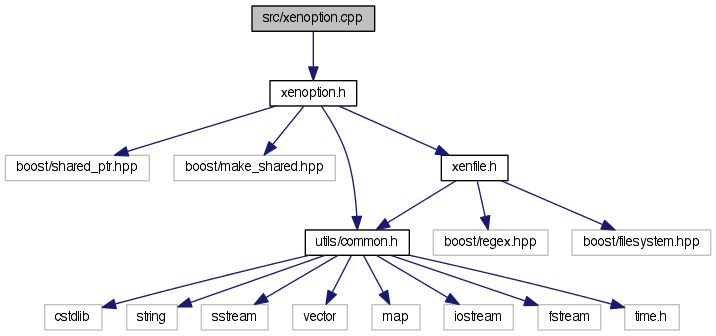 src/xenoption.cpp
xenoption.h
boost/shared_ptr.hpp
boost/make_shared.hpp
xenfile.h
utils/common.h
boost/regex.hpp
boost/filesystem.hpp
cstdlib
string
sstream
vector
map
iostream
fstream
time.h